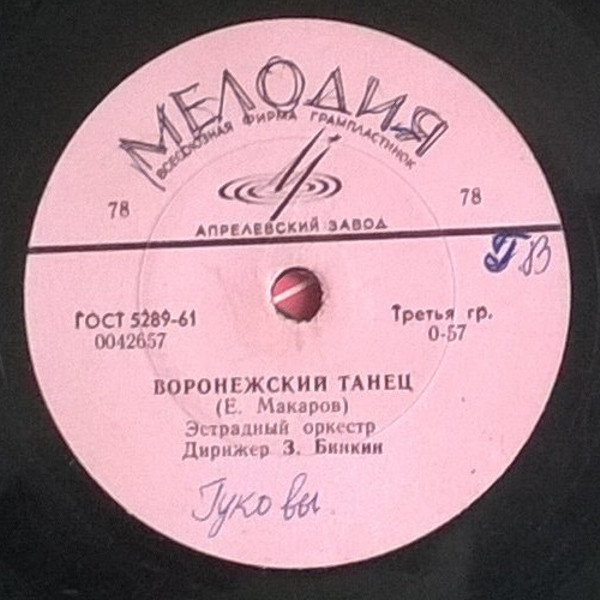 МЕЛОДИЯ
ВСЕСОЮЗНАЯ ФИРМА ГРАМПЛАСТИНОК
78 78
АПРЕЛЕВСКИЙ ЗАВОД
ГВ
ГОСТ 5289-61 Третья гр.
0042657 0-57
ВОРОНЕЖСКИЙ ТАНЕЦ
(Е. Макаров)
Эстрадный оркестр
Дирижер З. Бинкин
Гуковы